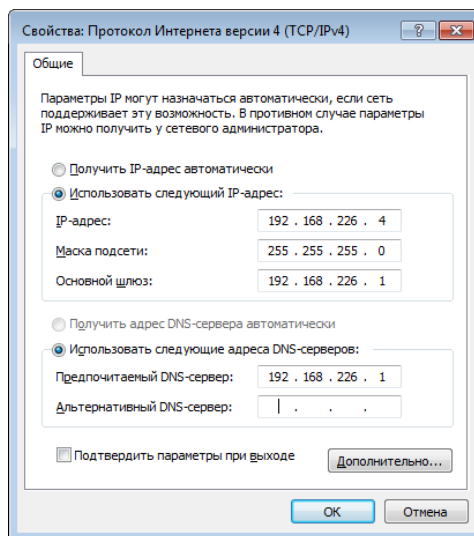 Свойства: Протокол Интернета версии 4 (TCP/IPv4)
Общие
Параметры IP могут назначаться автоматически, если сеть
поддерживает эту возможность. В противном случае параметры
IP можно получить у сетевого администратора.
Получить IP-адрес автоматически
Использовать следующий IP-адрес:
IP-адрес: 192 . 168 . 226 . 4
Маска подсети: 255 . 255 . 255 . 0
Основной шлюз: 192 . 168 . 226 . 1
Получить адрес DNS-сервера автоматически
Использовать следующие адреса DNS-серверов:
Предпочитаемый DNS-сервер: 192 . 168 . 226 . 1
Альтернативный DNS-сервер: . . .
Подтвердить параметры при выходе
Дополнительно...
ОК Отмена